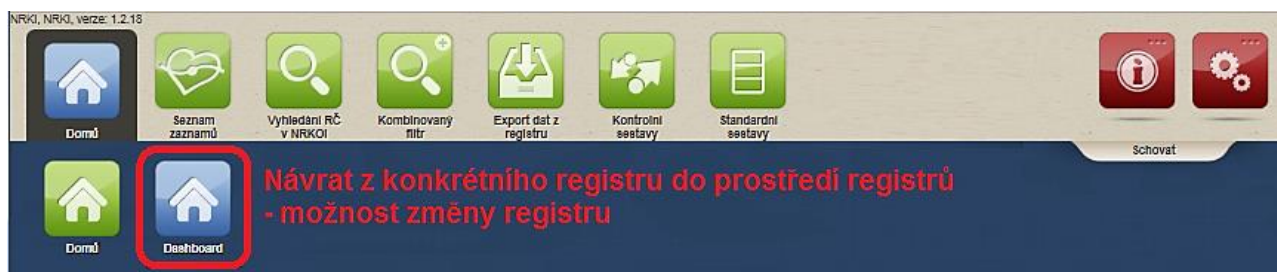 NRKI, NRKI, verze: 1.2.18
Domů
Seznam
zaznamů
Vyhledání RČ
v NRKOI
Kombinovaný
filtr
Export dat z
registru
Kontrolní
sestavy
Standardní
sestavy
Schovat
Domů
Dashboard
Návrat z konkrétního registru do prostředí registrů
- možnost změny registru